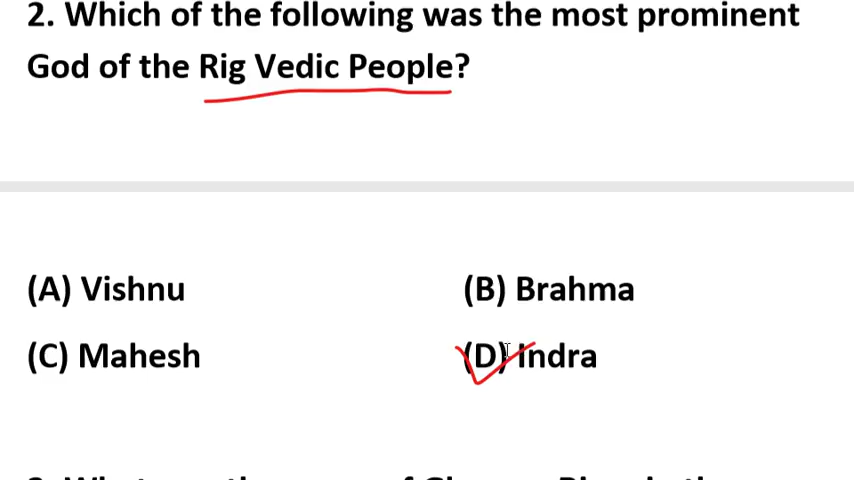 2. Which of the following was the most prominent
God of the Rig Vedic People?
(A) Vishnu (B) Brahma
(C) Mahesh (D) Indra